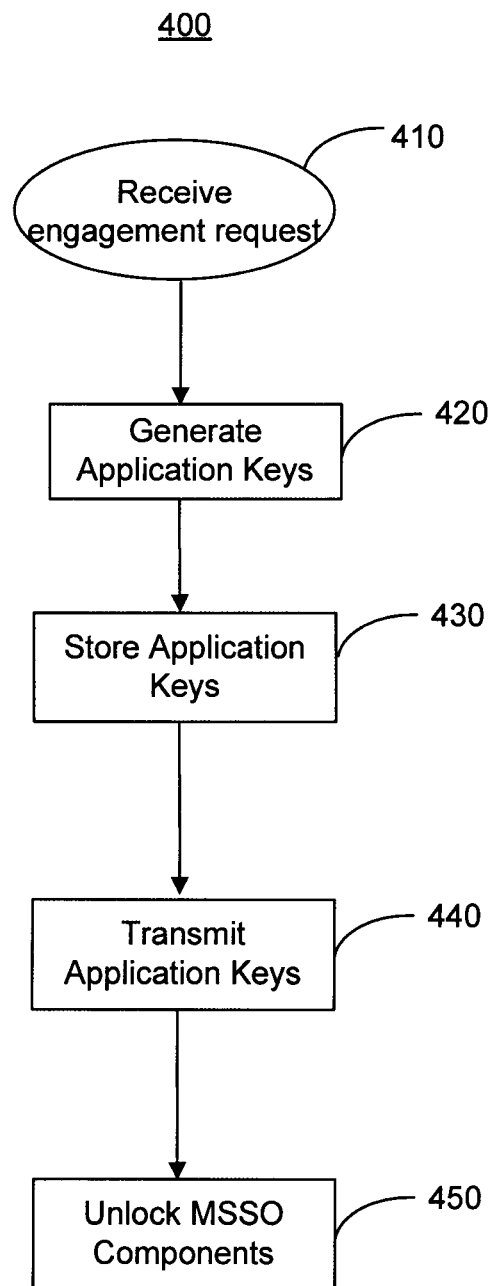 400
410
Receive
engagement request
420
Generate
Application Keys
430
Store Application
Keys
440
Transmit
Application Keys
450
Unlock MSSO
Components